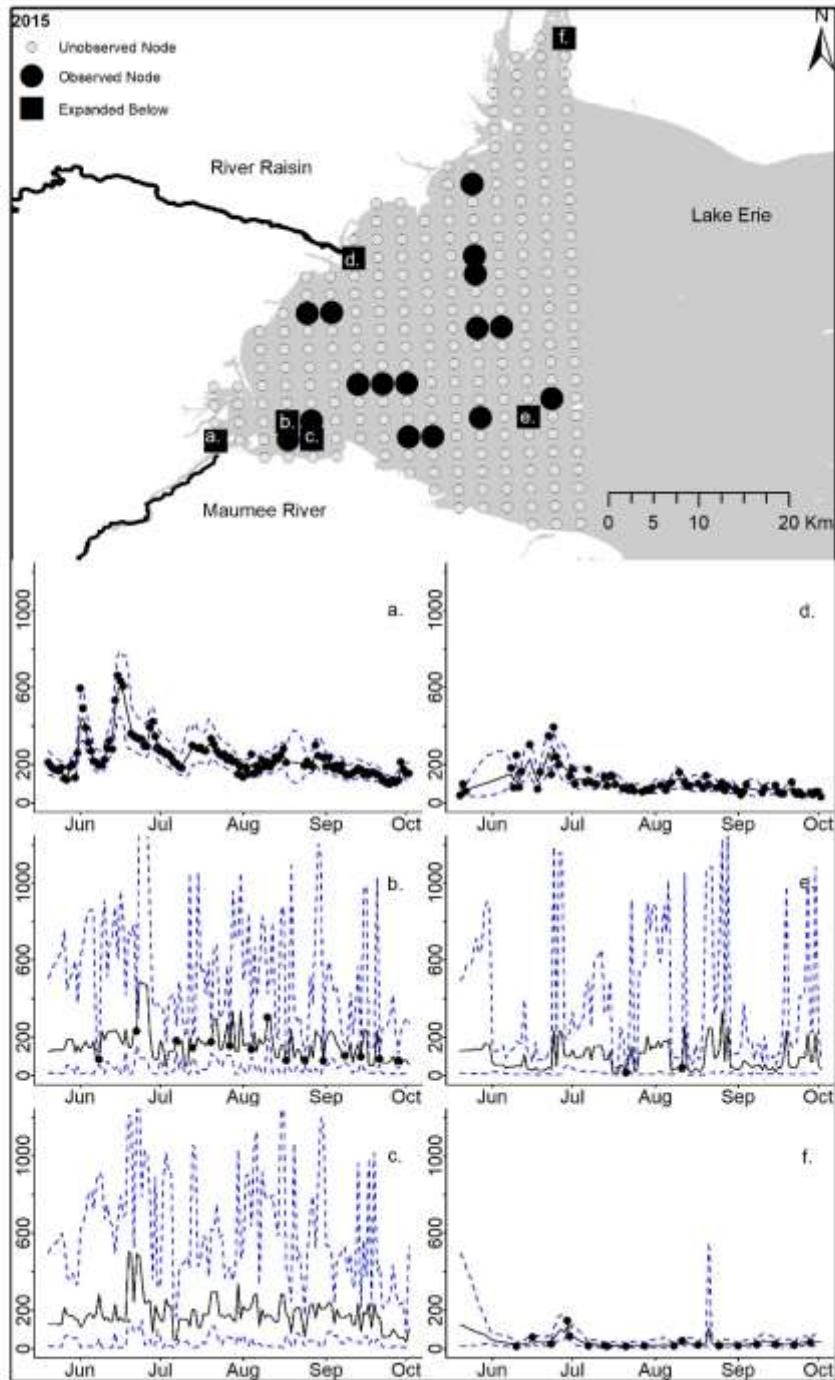 2015
Unobserved Node
Observed Node
Expanded Below
N
River Raisin
Lake Erie
Maumee River
a.
b.
c.
d.
e.
f.
0 5 10 20 Km
a.
0 200 600 1000
Jun Jul Aug Sep Oct
d.
0 200 600 1000
Jun Jul Aug Sep Oct
b.
0 200 600 1000
Jun Jul Aug Sep Oct
e.
0 200 600 1000
Jun Jul Aug Sep Oct
c.
0 200 600 1000
Jun Jul Aug Sep Oct
f.
0 200 600 1000
Jun Jul Aug Sep Oct